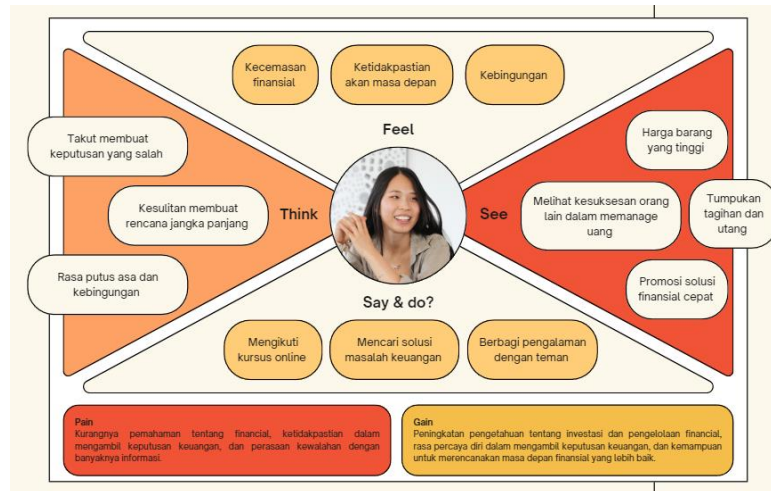 Kecemasan
finansial
Ketidakpastian
akan masa depan
Kebingungan
Feel
Takut membuat
keputusan yang salah
Kesulitan membuat
rencana jangka panjang
Rasa putus asa dan
kebingungan
Think
See
Harga barang
yang tinggi
Melihat kesuksesan orang
lain dalam memanage
uang
Tumpukan
tagihan dan
utang
Promosi solusi
finansial cepat
Say & do?
Mengikuti
kursus online
Mencari solusi
masalah keuangan
Berbagi pengalaman
dengan teman
Pain
Kurangnya pemahaman tentang financial, ketidakpastian dalam
mengambil keputusan keuangan, dan perasaan kewalahan dengan
banyaknya informasi.
Gain
Peningkatan pengetahuan tentang investasi dan pengelolaan financial,
rasa percaya diri dalam mengambil keputusan keuangan, dan kemampuan
untuk merencanakan masa depan finansial yang lebih baik.